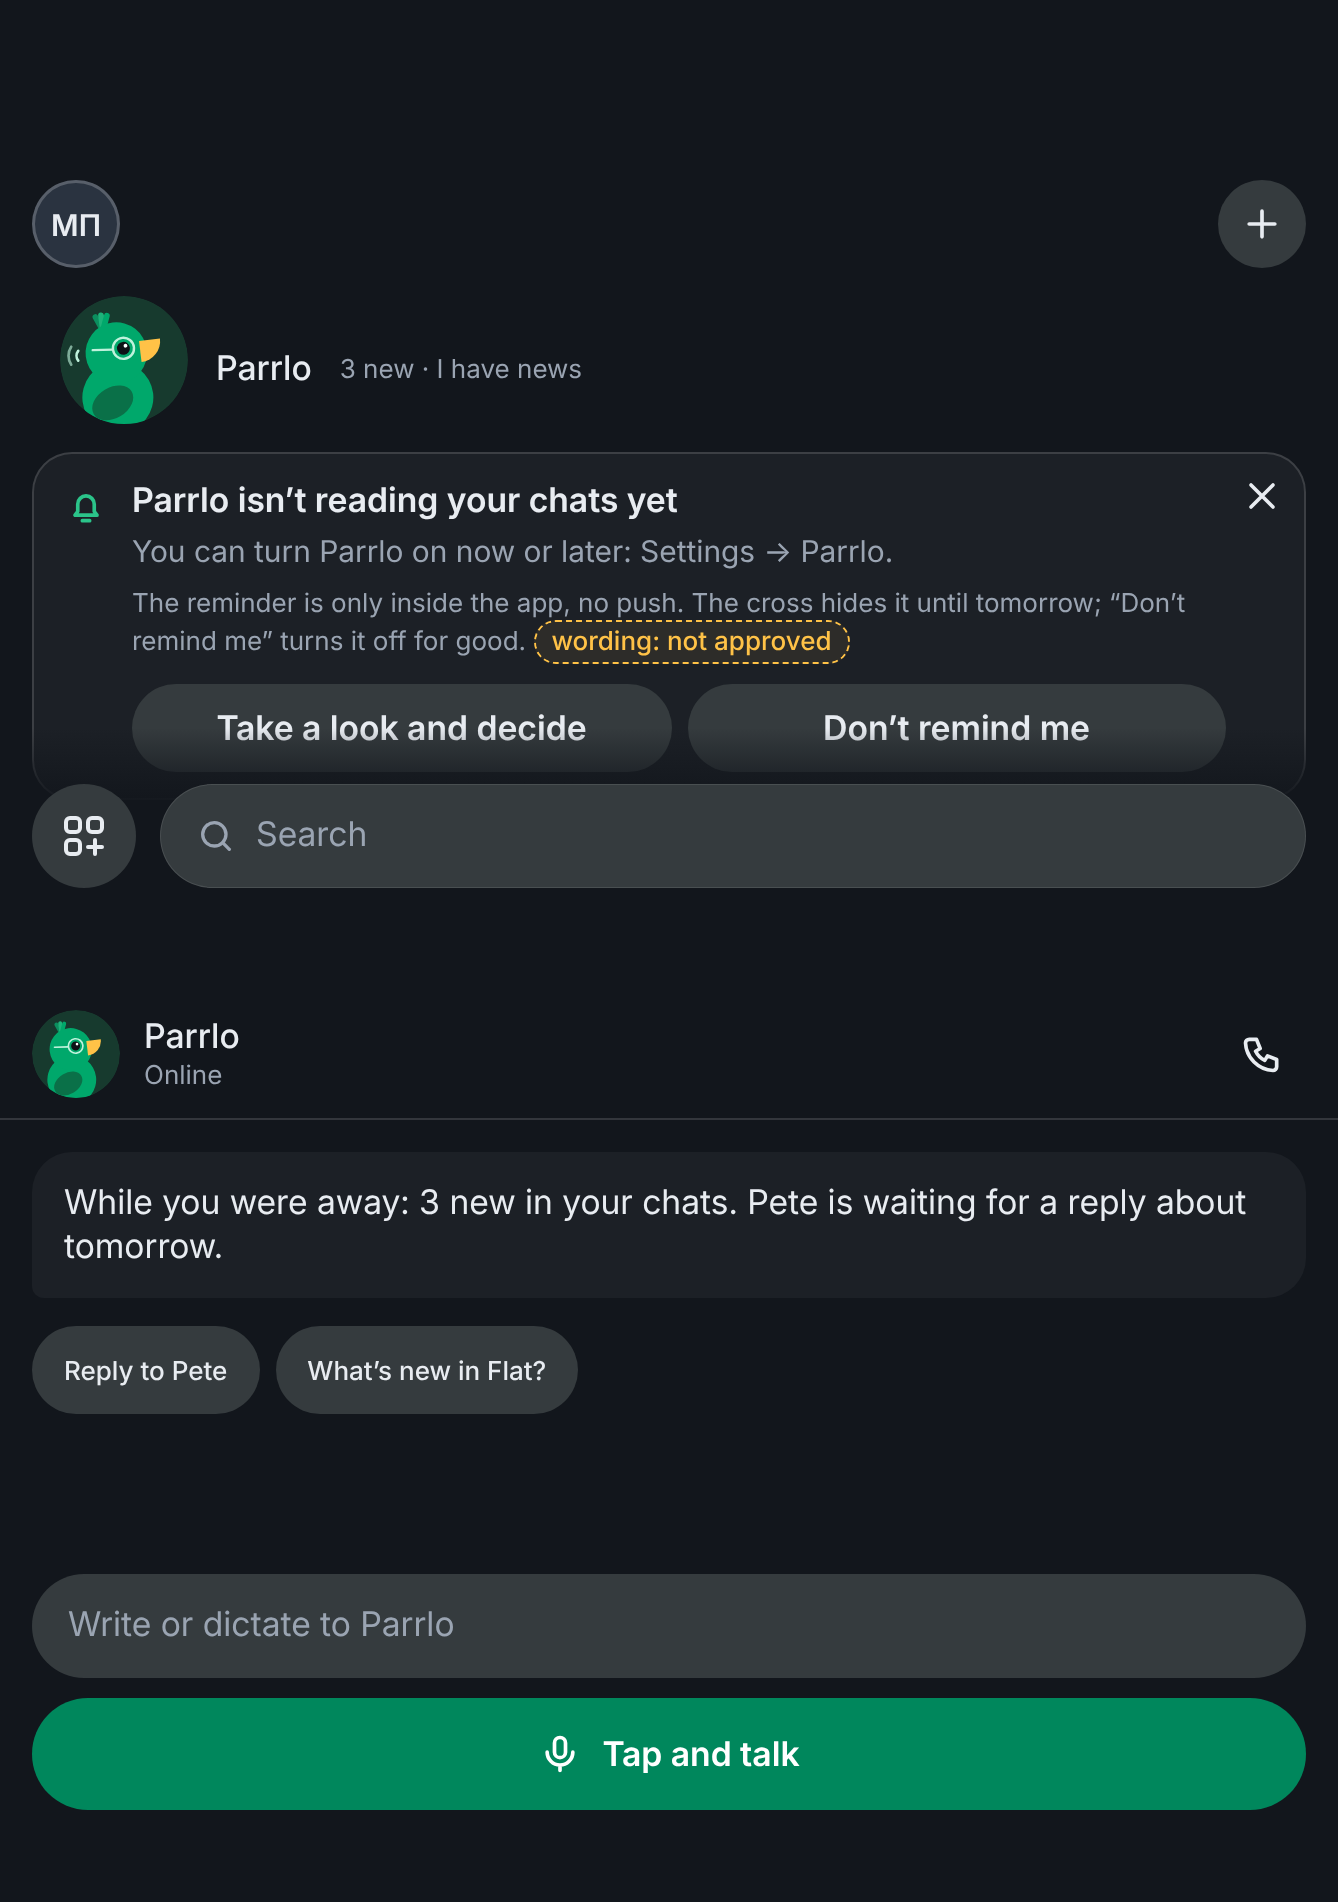 МП
Parrlo 3 new · I have news
Parrlo isn’t reading your chats yet
You can turn Parrlo on now or later: Settings → Parrlo.
The reminder is only inside the app, no push. The cross hides it until tomorrow; “Don’t
remind me” turns it off for good. wording: not approved
Take a look and decide
Don’t remind me
Search
Parrlo
Online
While you were away: 3 new in your chats. Pete is waiting for a reply about
tomorrow.
Reply to Pete
What’s new in Flat?
Write or dictate to Parrlo
Tap and talk